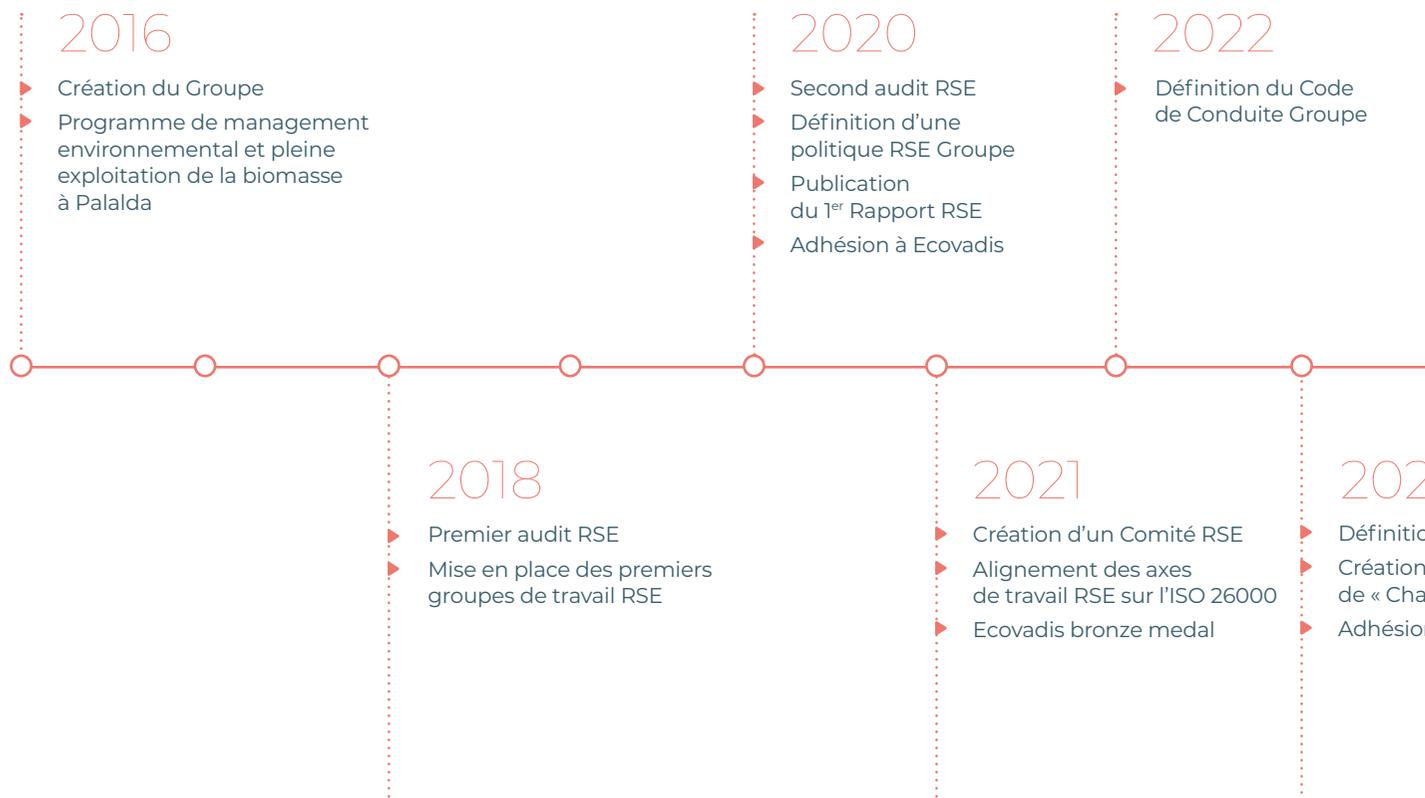 2016
Création du Groupe
Programme de management
environnemental et pleine
exploitation de la biomasse
à Palalda
2018
Premier audit RSE
Mise en place des premiers
groupes de travail RSE
2020
Second audit RSE
Définition d’une
politique RSE Groupe
Publication
du 1er Rapport RSE
Adhésion à Ecovadis
2021
Création d’un Comité RSE
Alignement des axes
de travail RSE sur l’ISO 26000
Ecovadis bronze medal
2022
Définition du Code
de Conduite Groupe
Création
de «